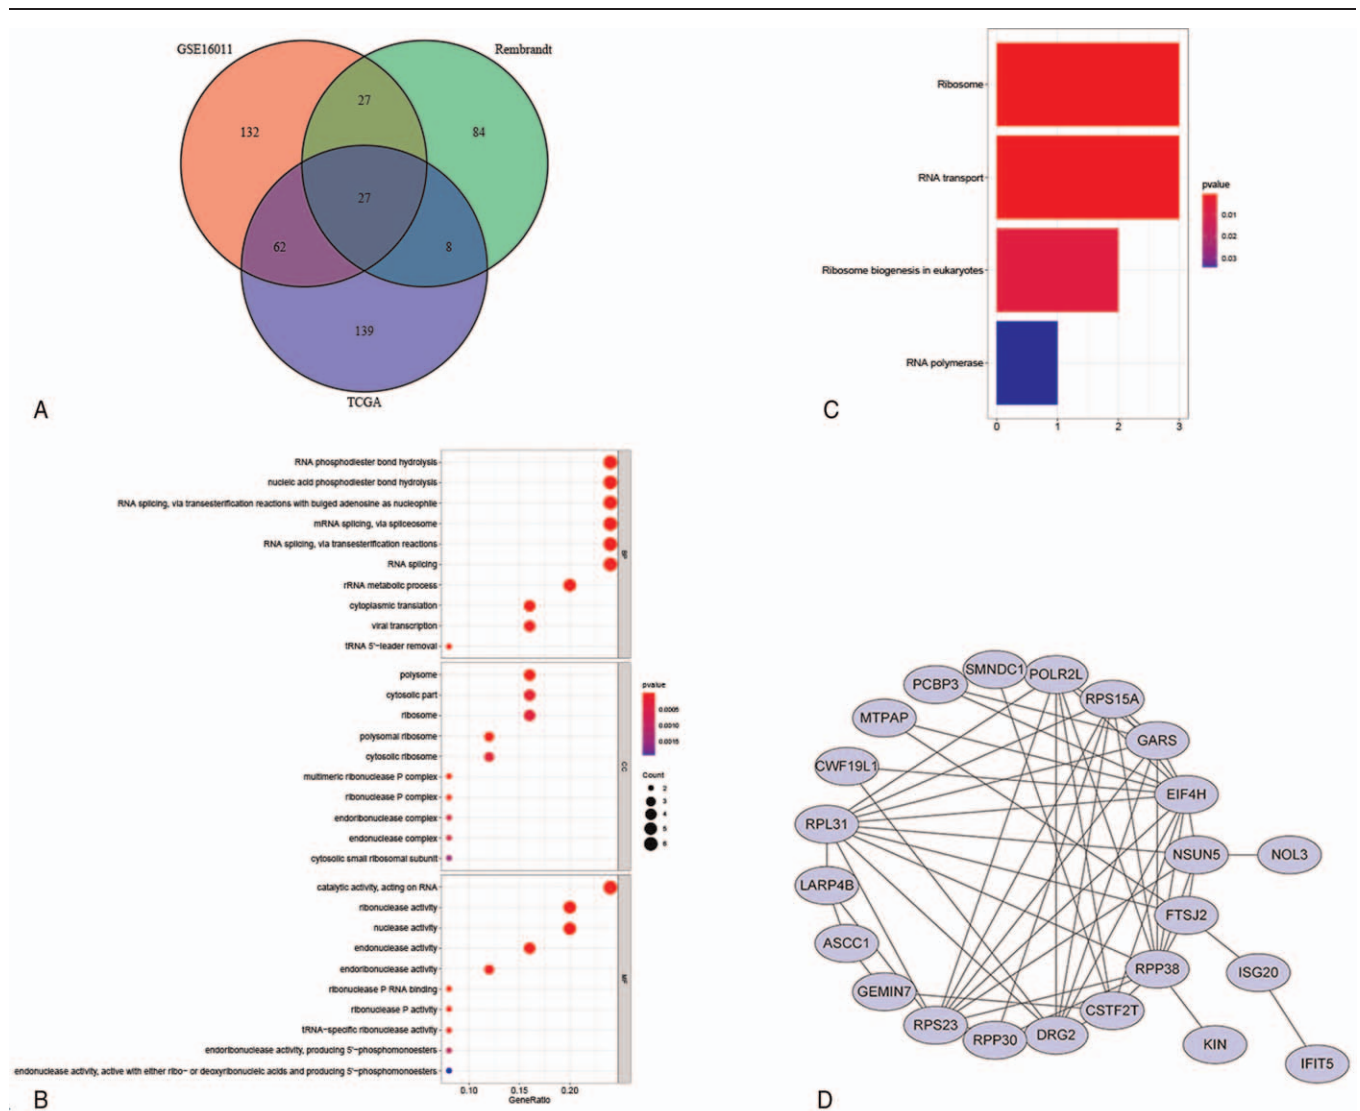 GSE16011
Rembrandt
27
132
84
27
62
8
139
TCGA
A
Ribosome
RNA transport
Ribosome biogenesis in eukaryotes
RNA polymerase
0 1 2 3
pvalue
0.01
0.02
0.03
C
RNA phosphodiester bond hydrolysis
nucleic acid phosphodiester bond hydrolysis
RNA splicing, via transesterification reactions with bulged adenosine as nucleophile
mRNA splicing, via spliceosome
RNA splicing, via transesterification reactions
RNA splicing
rRNA metabolic process
cytoplasmic translation
viral transcription
tRNA 5'−leader removal
BP
polysome
cytosolic part
ribosome
polysomal ribosome
cytosolic ribosome
multimeric ribonuclease P complex
ribonuclease P complex
endoribonuclease complex
endonuclease complex
cytosolic small ribosomal subunit
CC
catalytic activity, acting on RNA
ribonuclease activity
nuclease activity
endonuclease activity
endoribonuclease activity
ribonuclease P RNA binding
ribonuclease P activity
tRNA−specific ribonuclease activity
endoribonuclease activity, producing 5'−phosphomonoesters
endonuclease activity, active with either ribo− or deoxyribonucleic acids and producing 5'−phosphomonoesters
MF
0.10 0.15 0.20
GeneRatio
pvalue
0.0005
0.0010
0.0015
Count
2
3
4
5
6
B
SMNDC1
POLR2L
PCBP3
RPS15A
MTPAP
GARS
CWF19L1
EIF4H
RPL31
NSUN5
NOL3
LARP4B
FTSJ2
ASCC1
RPP38
ISG20
GEMIN7
CSTF2T
RPS23
RPP30
DRG2
KIN
IFIT5
D